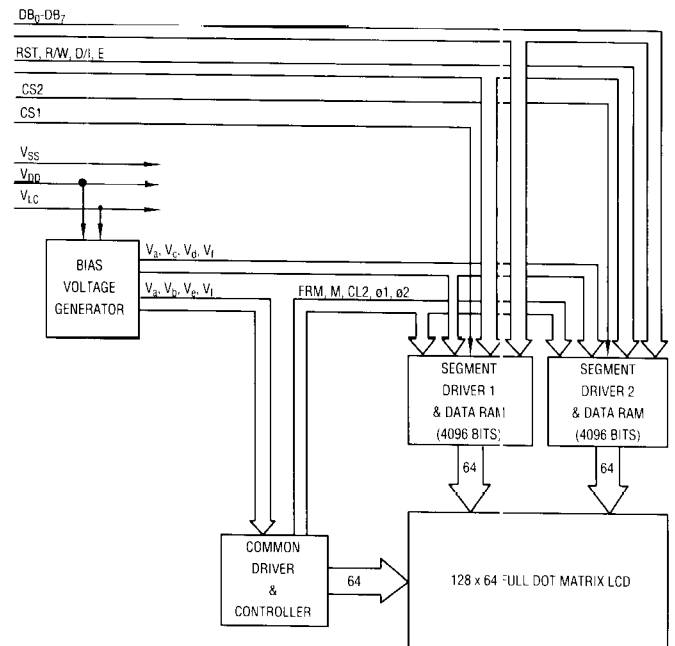 DB0-DB7
RST, R/W, D/I, E
CS2
CS1
VSS
VDD
VLC
BIAS
VOLTAGE
GENERATOR
Va, Vc, Vd, Vf
Va, Vb, Ve, Vf
FRM, M, CL2, ø1, ø2
SEGMENT
DRIVER 1
& DATA RAM
(4096 BITS)
SEGMENT
DRIVER 2
& DATA RAM
(4096 BITS)
64
64
COMMON
DRIVER
&
CONTROLLER
64
128 x 64 FULL DOT MATRIX LCD